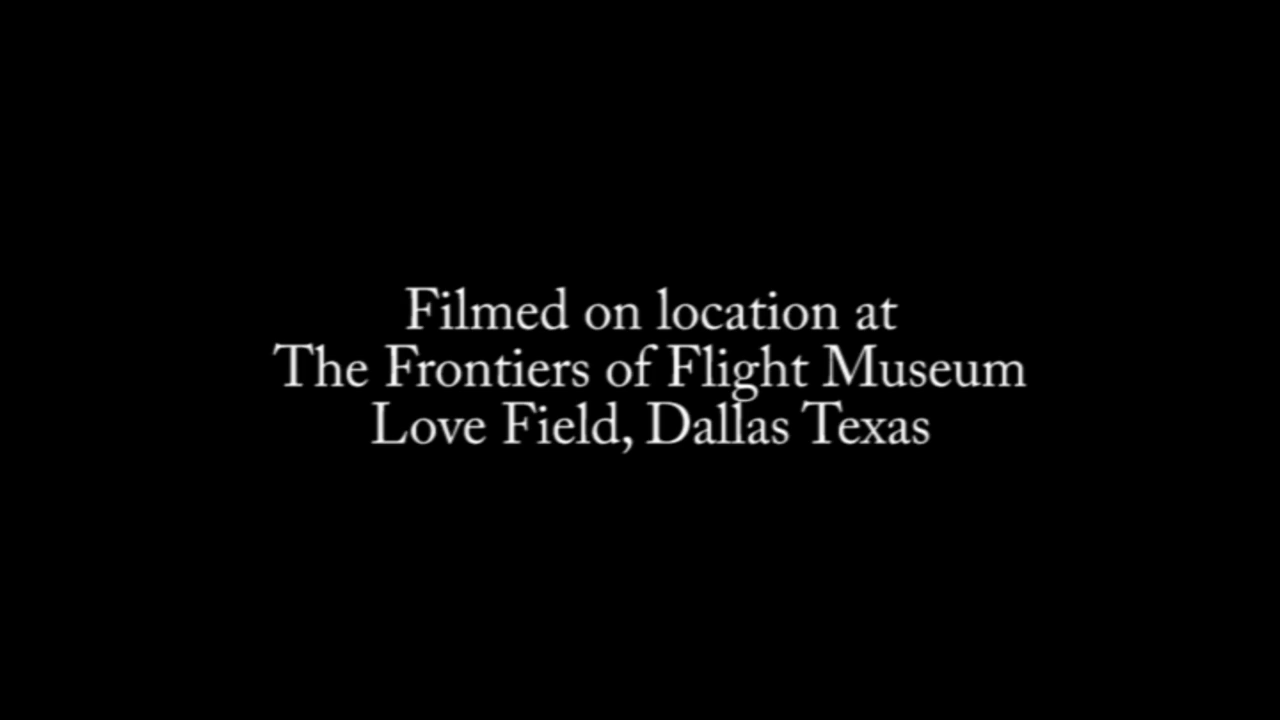 Filmed on location at
The Frontiers of Flight Museum
Love Field, Dallas Texas